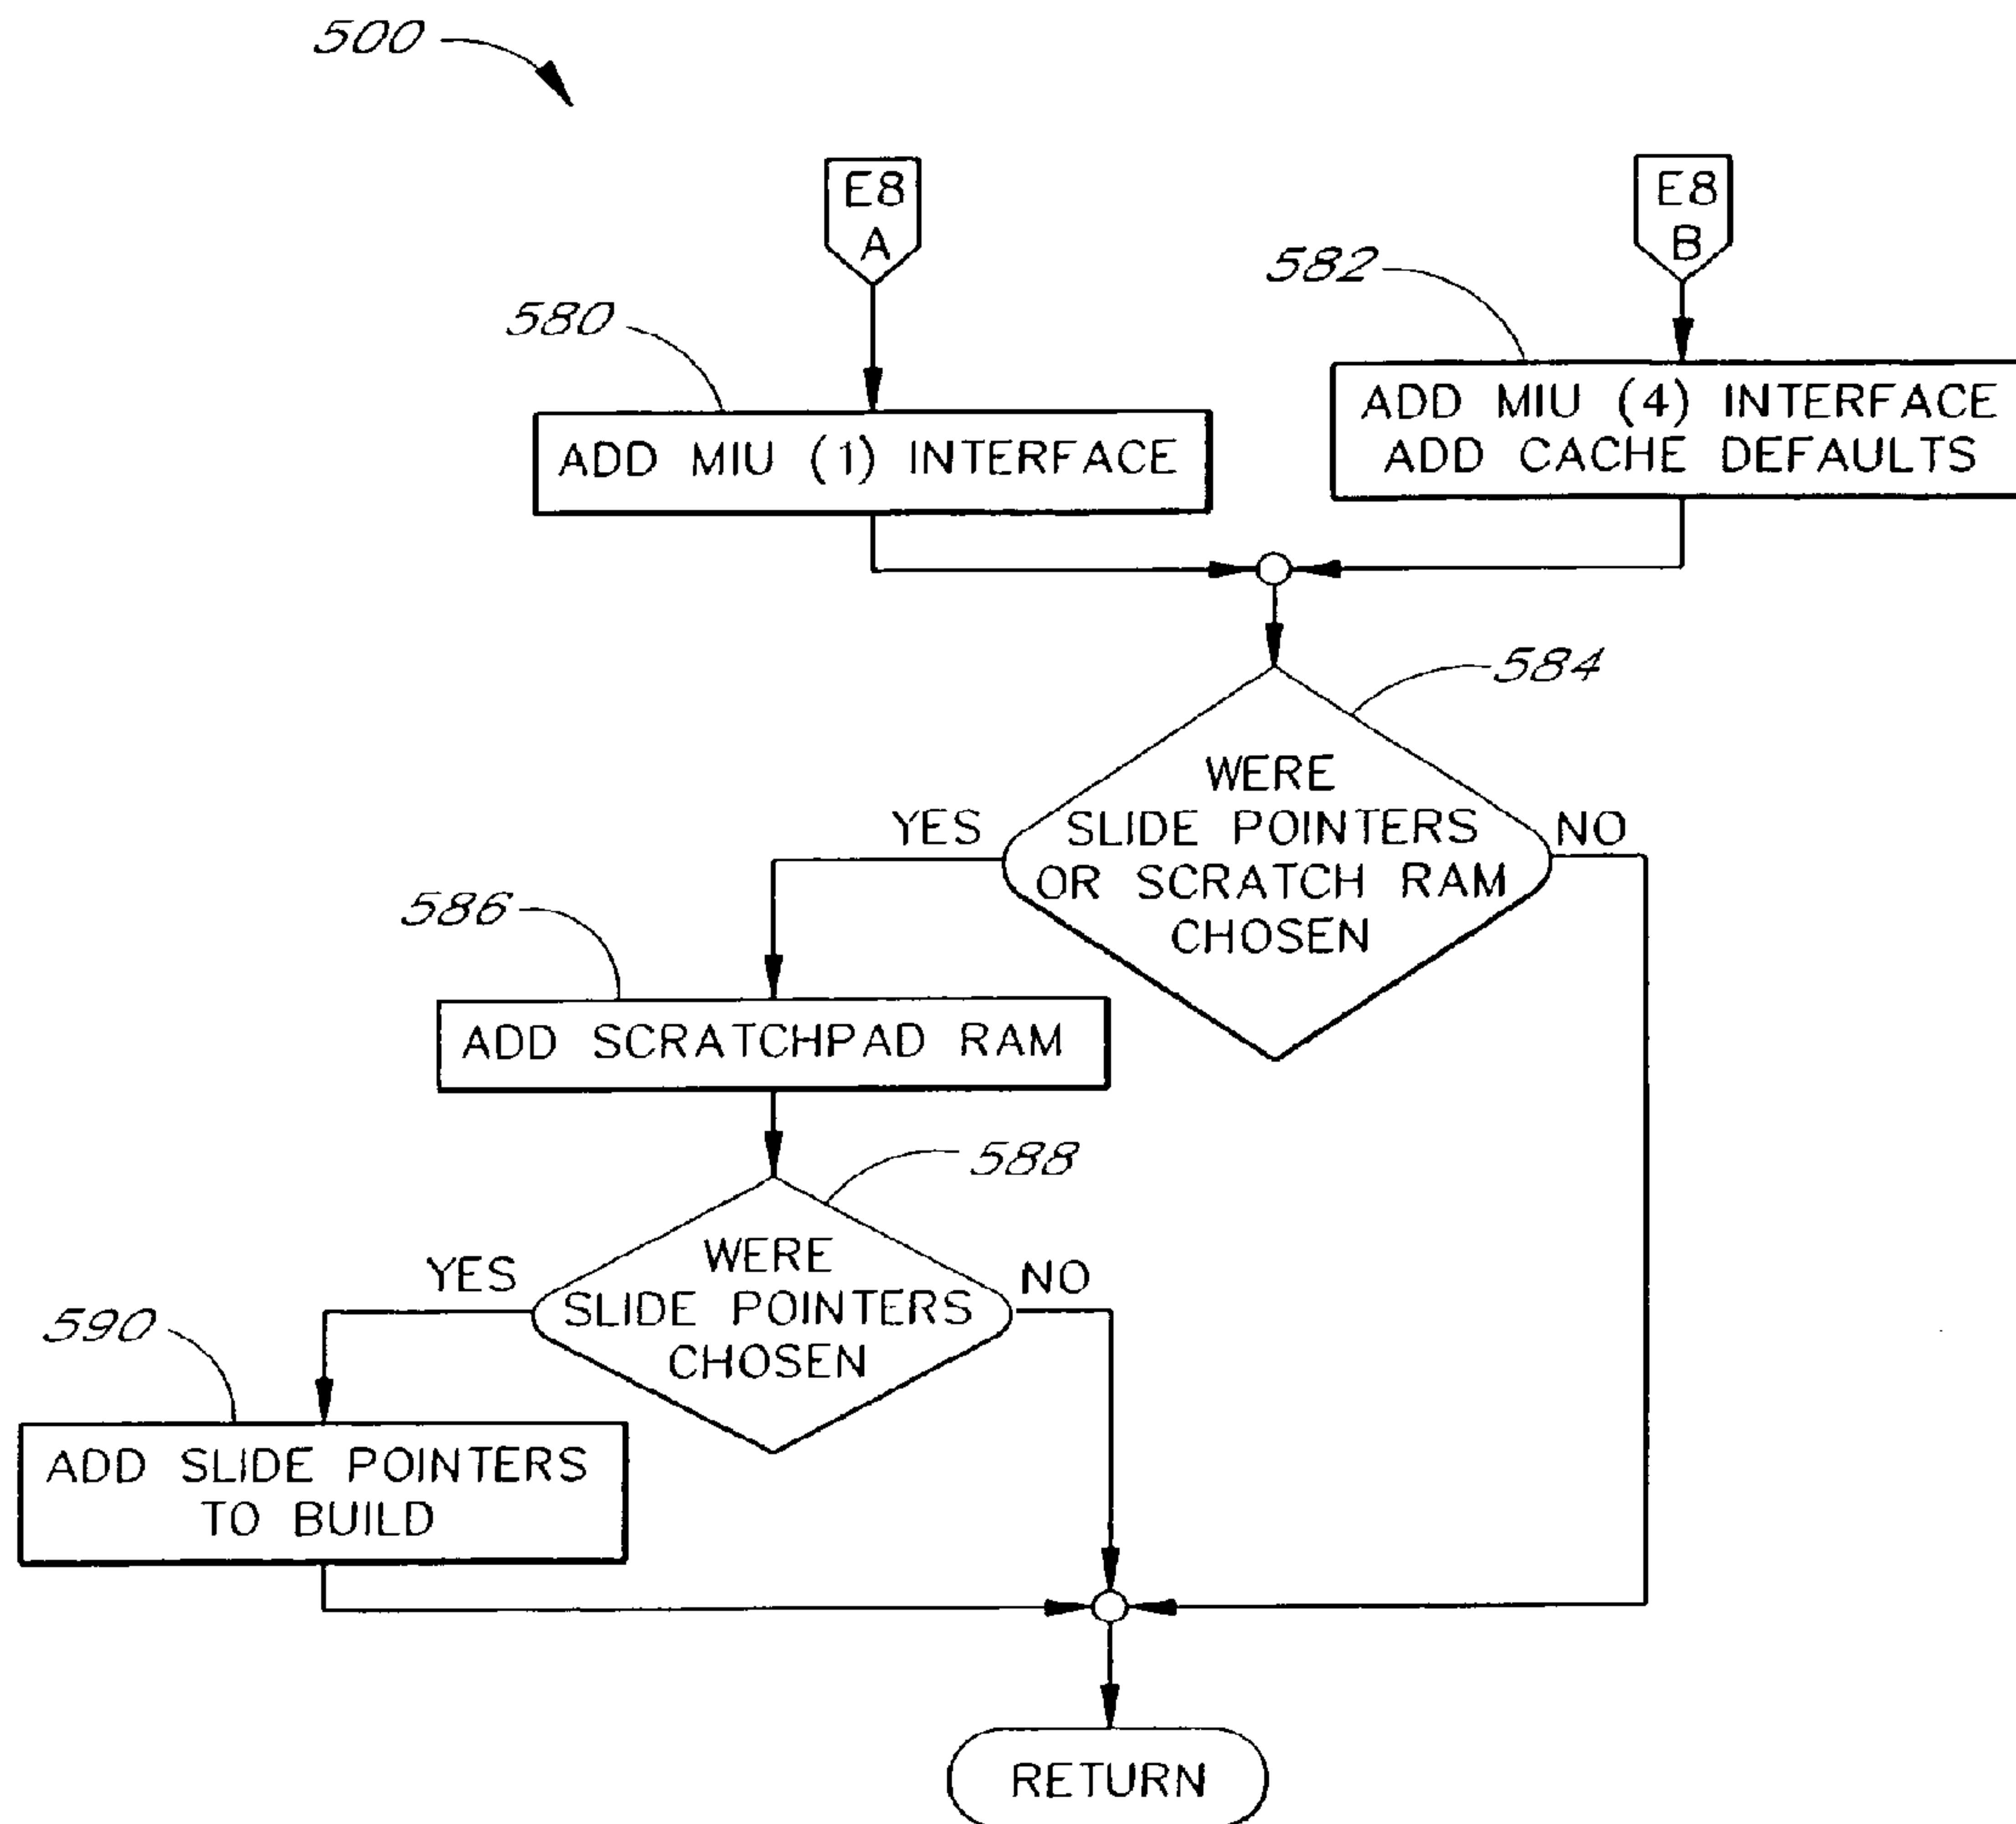 500
E8
A
E8
B
580
582
ADD MIU (1) INTERFACE
ADD MIU (4) INTERFACE
ADD CACHE DEFAULTS
584
WERE
SLIDE POINTERS
OR SCRATCH RAM
CHOSEN
YES
NO
586
ADD SCRATCHPAD RAM
588
WERE
SLIDE POINTERS
CHOSEN
YES
NO
590
ADD SLIDE POINTERS
TO BUILD
RETURN